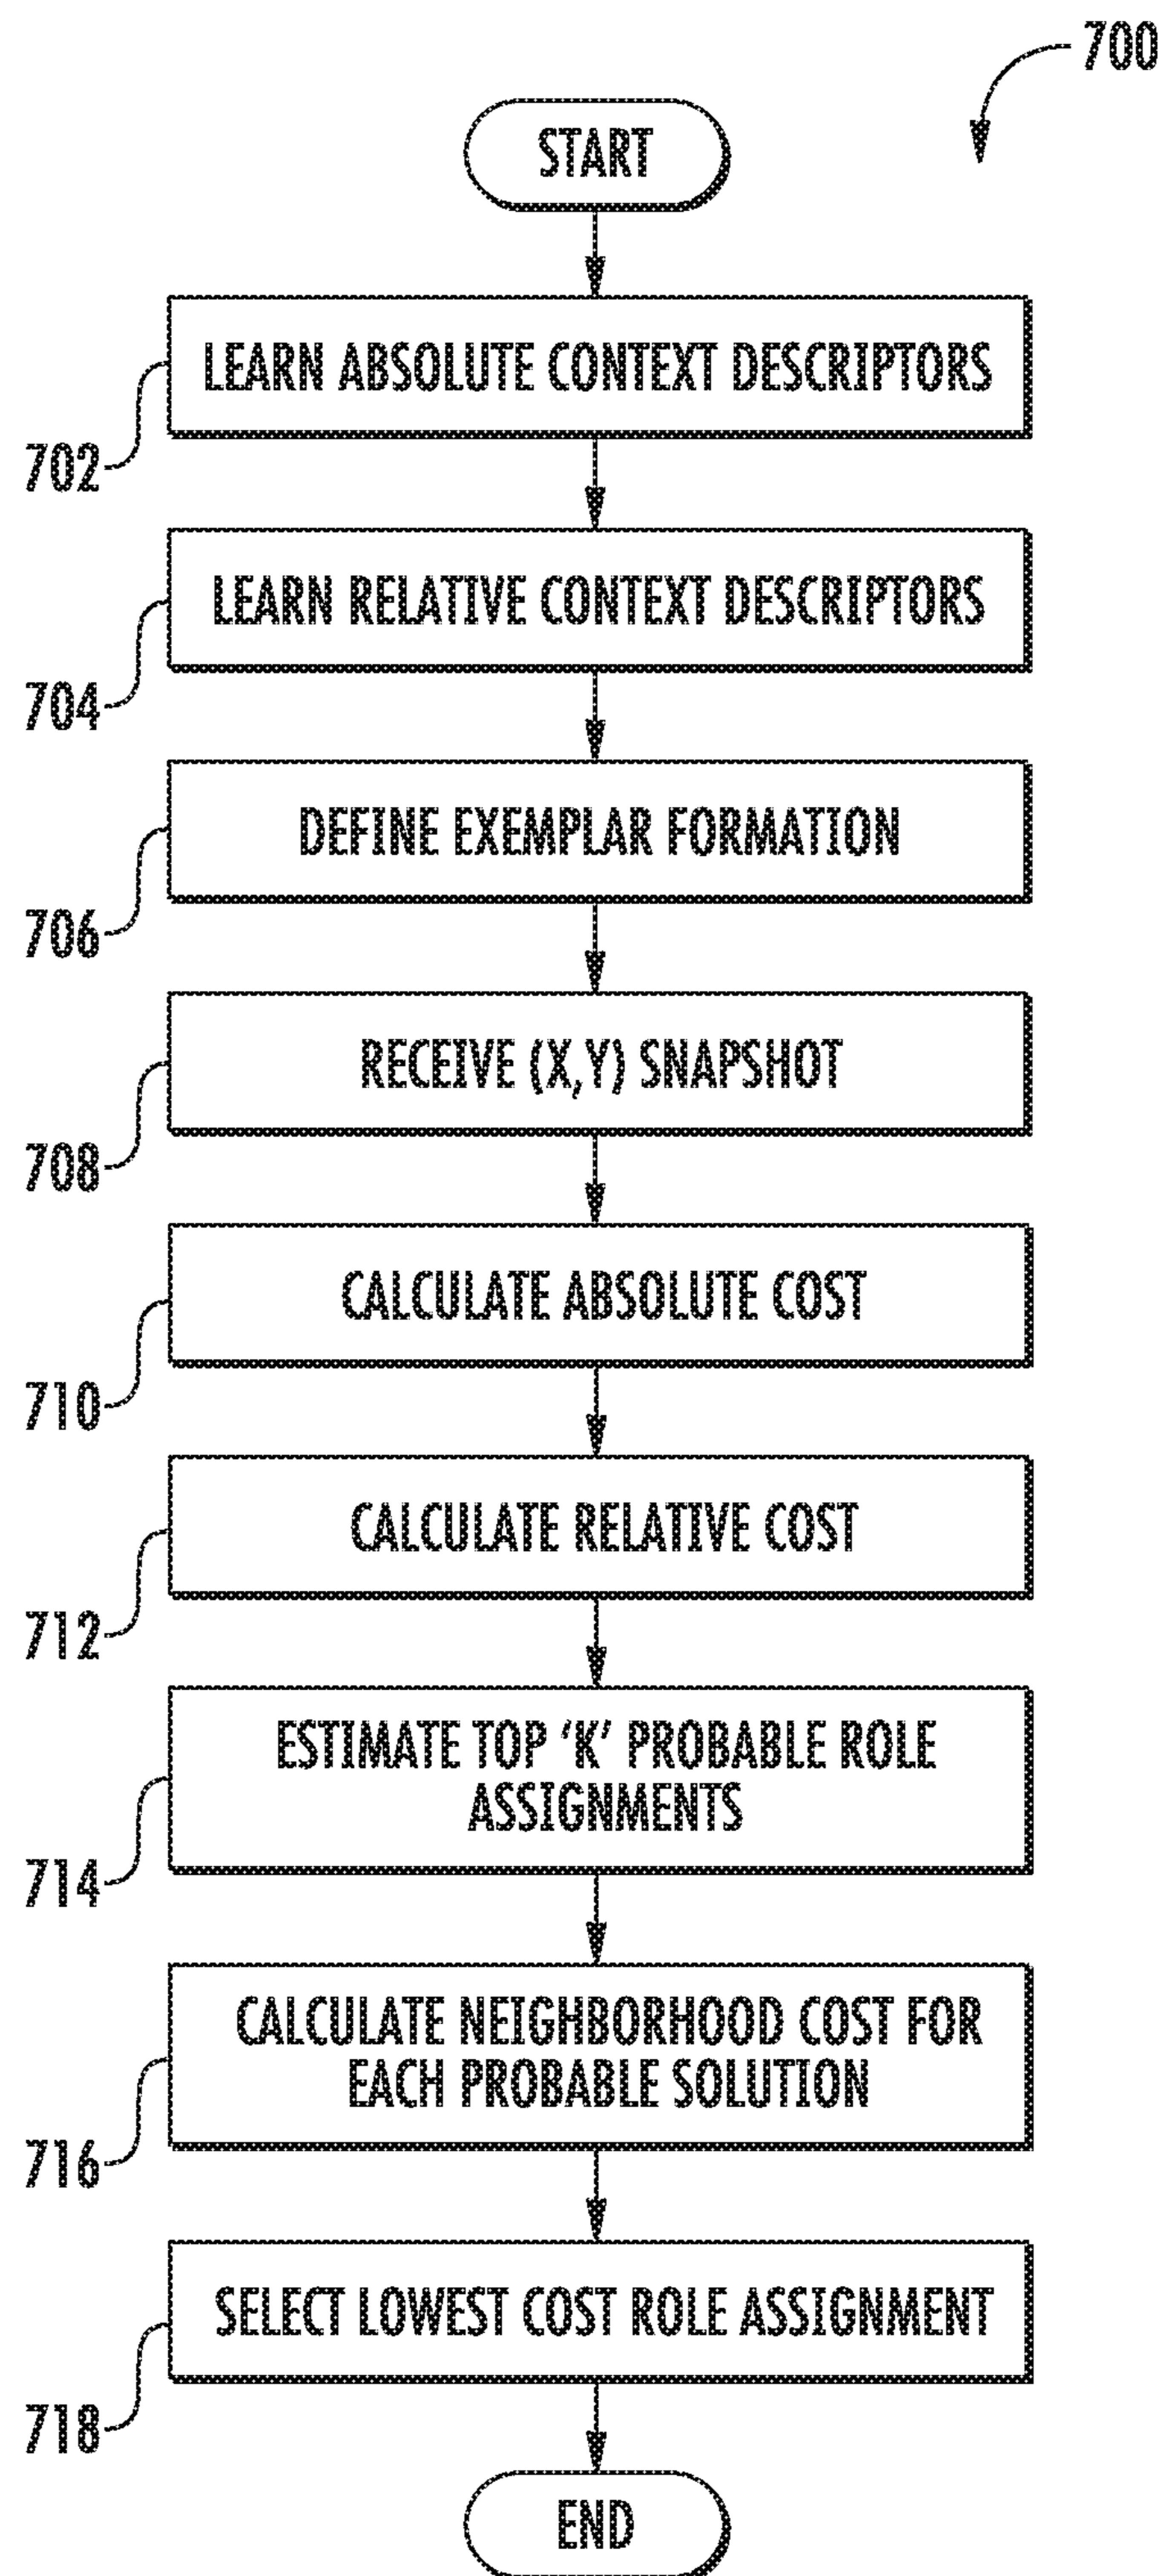 700
START
LEARN ABSOLUTE CONTEXT DESCRIPTORS
702
LEARN RELATIVE CONTEXT DESCRIPTORS
704
DEFINE EXEMPLAR FORMATION
706
RECEIVE (X,Y) SNAPSHOT
708
CALCULATE ABSOLUTE COST
710
CALCULATE RELATIVE COST
712
ESTIMATE TOP ‘K’ PROBABLE ROLE
ASSIGNMENTS
714
CALCULATE NEIGHBORHOOD COST FOR
EACH PROBABLE SOLUTION
716
SELECT LOWEST COST ROLE ASSIGNMENT
718
END